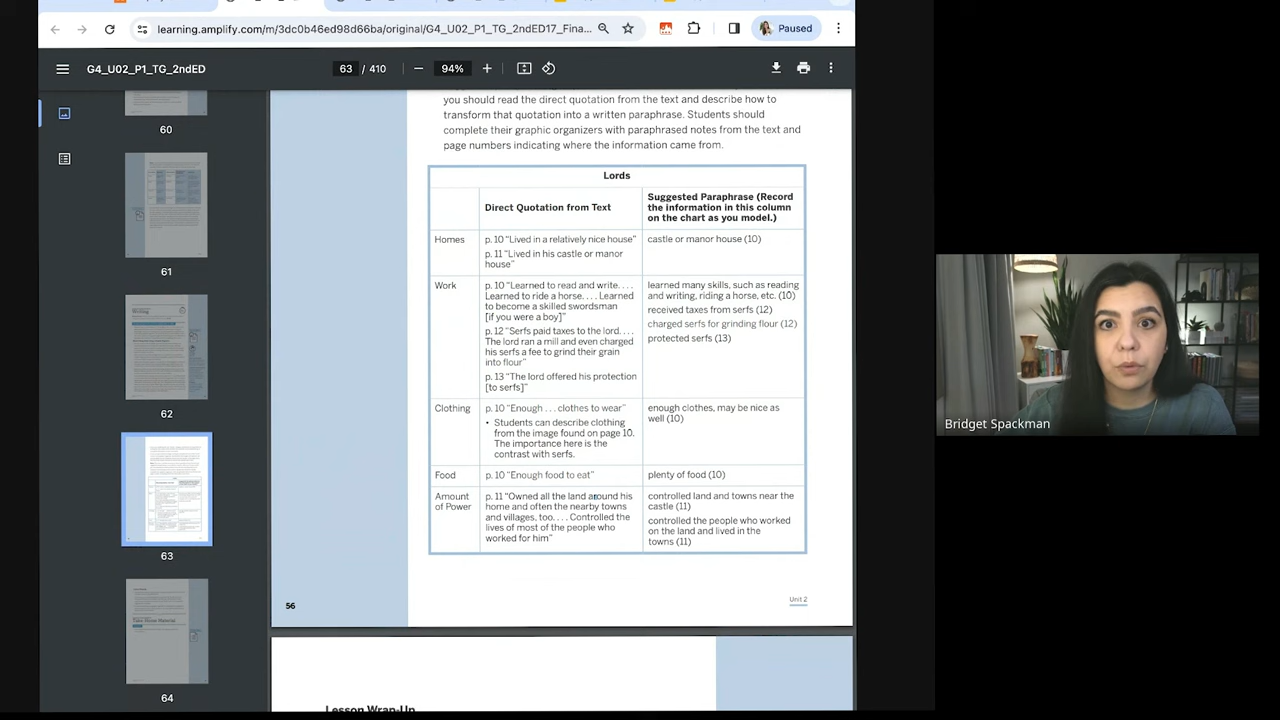 learning.amplify.com/m/3dc0b46ed98d66ba/original/G4_U02_P1_TG_2ndED17_Fina...
Paused
G4_U02_P1_TG_2ndED
63 / 410
94%
60
61
62
63
64
you should read the direct quotation from the text and describe how to
transform that quotation into a written paraphrase. Students should
complete their graphic organizers with paraphrased notes from the text and
page numbers indicating where the information came from.
Lords
Direct Quotation from Text
Suggested Paraphrase (Record
the information in this column
on the chart as you model.)
Homes
p. 10 “Lived in a relatively nice house”
p. 11 “Lived in his castle or manor
house”
castle or manor house (10)
Work
p. 10 “Learned to read and write. . . .
Learned to ride a horse. . . . Learned
to become a skilled swordsman
[if you were a boy]”
p. 12 “Serfs paid taxes to the lord. . . .
The lord ran a mill and even charged
his serfs a fee to grind their grain
into flour”
p. 13 “The lord offered his protection
[to serfs]”
learned many skills, such as reading
and writing, riding a horse, etc. (10)
received taxes from serfs (12)
charged serfs for grinding flour (12)
protected serfs (13)
Clothing
p. 10 “Enough . . . clothes to wear”
• Students can describe clothing
from the image found on page 10.
The importance here is the
contrast with serfs.
enough clothes, may be nice as
well (10)
Food
p. 10 “Enough food to eat”
plenty of food (10)
Amount
of Power
p. 11 “Owned all the land around his
home and often the nearby towns
and villages, too. . . . Controlled the
lives of most of the people who
worked for him”
controlled land and towns near the
castle (11)
controlled the people who worked
on the land and lived in the
towns (11)
56
Unit 2
Lesson Wrap-Up
Bridget Spackman